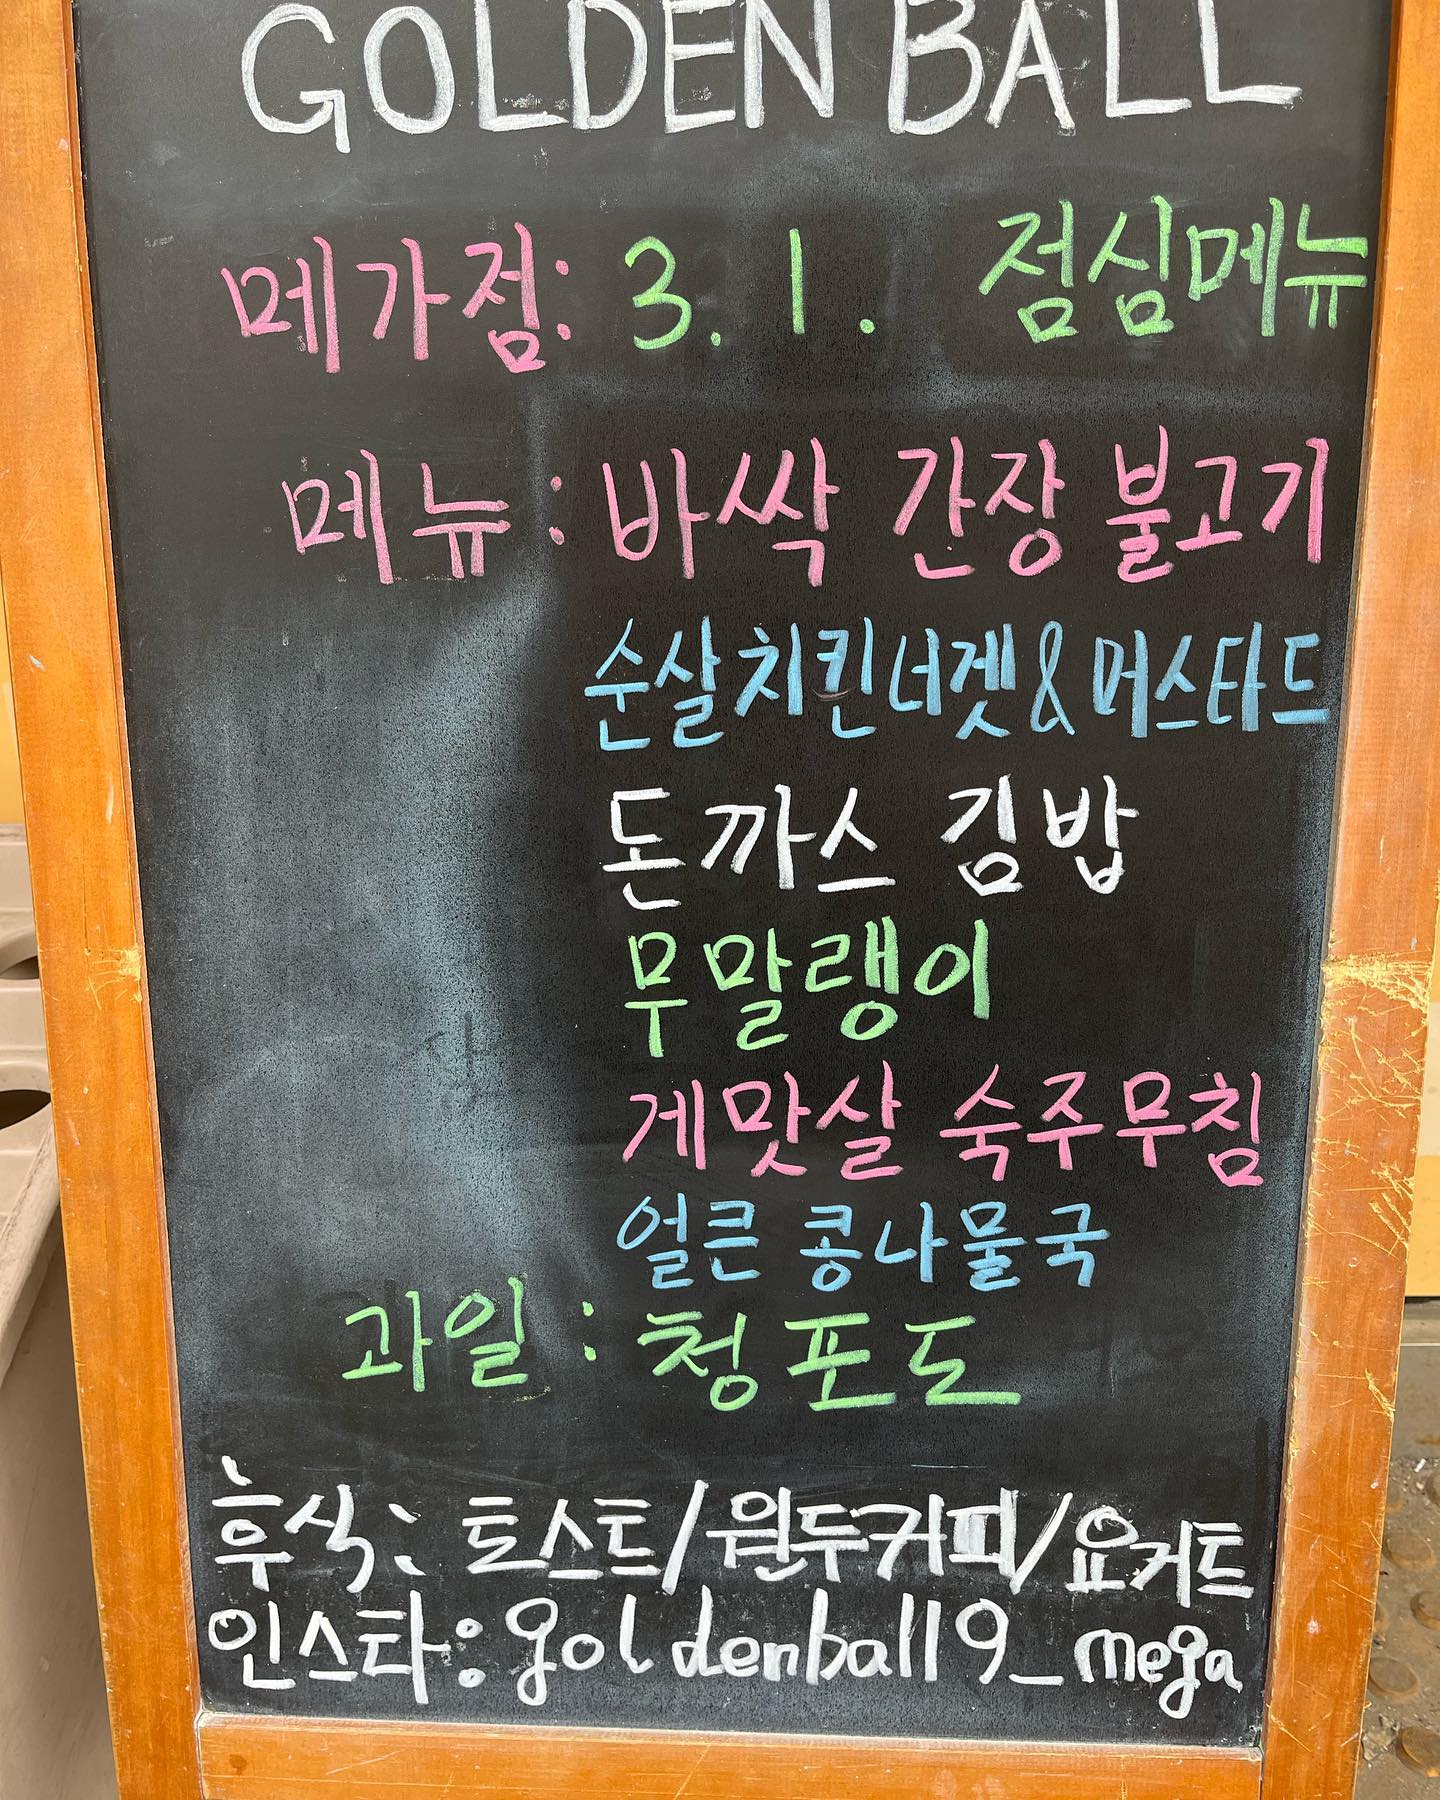 GOLDEN BALL
메가점: 3. 1. 점심메뉴
메뉴 : 바싹 간장 불고기
순살치킨너겟&머스타드
돈까스 김밥
무말랭이
게맛살 숙주무침
얼큰 콩나물국
과일 : 청포도
후식: 토스트/원두커피/요거트
인스타: goldenball9_mega